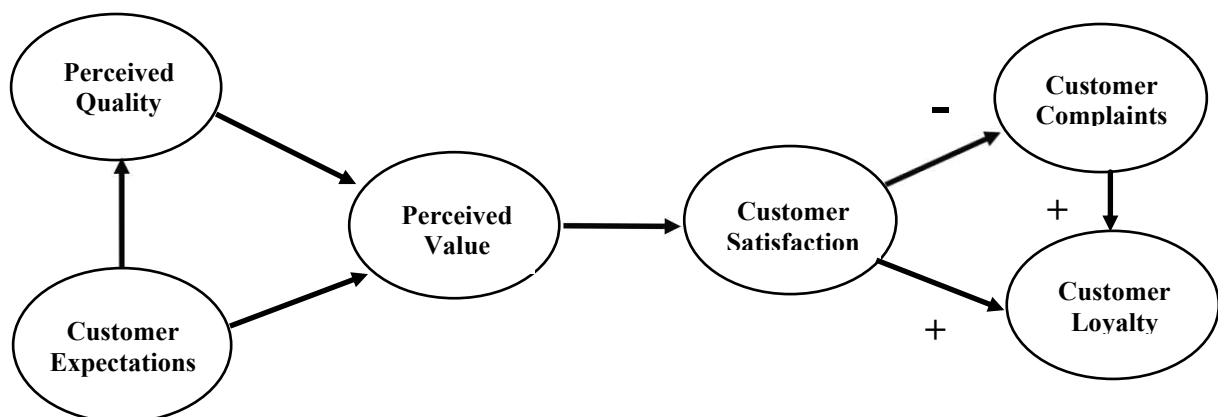 Perceived
Quality
Customer
Expectations
Perceived
Value
Customer
Satisfaction
-
Customer
Complaints
+
+
Customer
Loyalty